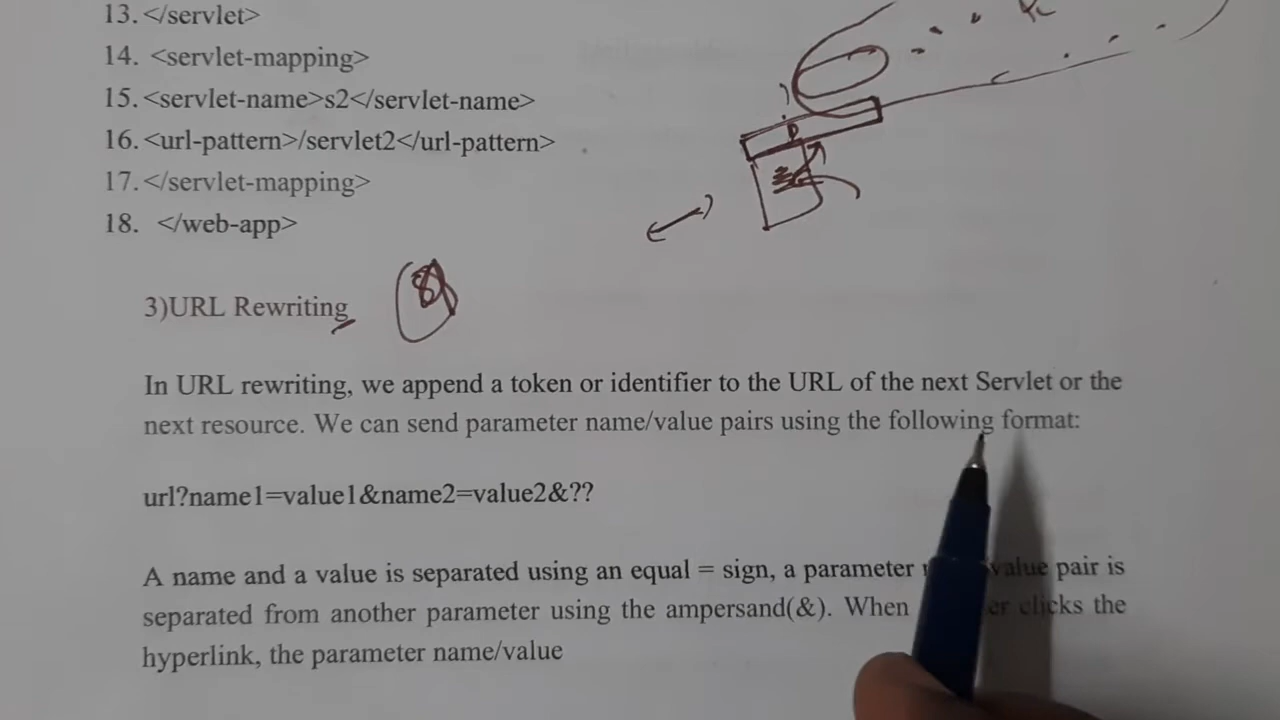 13. </servlet>
14. <servlet-mapping>
15. <servlet-name>s2</servlet-name>
16. <url-pattern>/servlet2</url-pattern>
17. </servlet-mapping>
18. </web-app>
3)URL Rewriting
In URL rewriting, we append a token or identifier to the URL of the next Servlet or the
next resource. We can send parameter name/value pairs using the following format:
url?name1=value1&name2=value2&??
A name and a value is separated using an equal = sign, a parameter value pair is
separated from another parameter using the ampersand(&). When clicks the
hyperlink, the parameter name/value